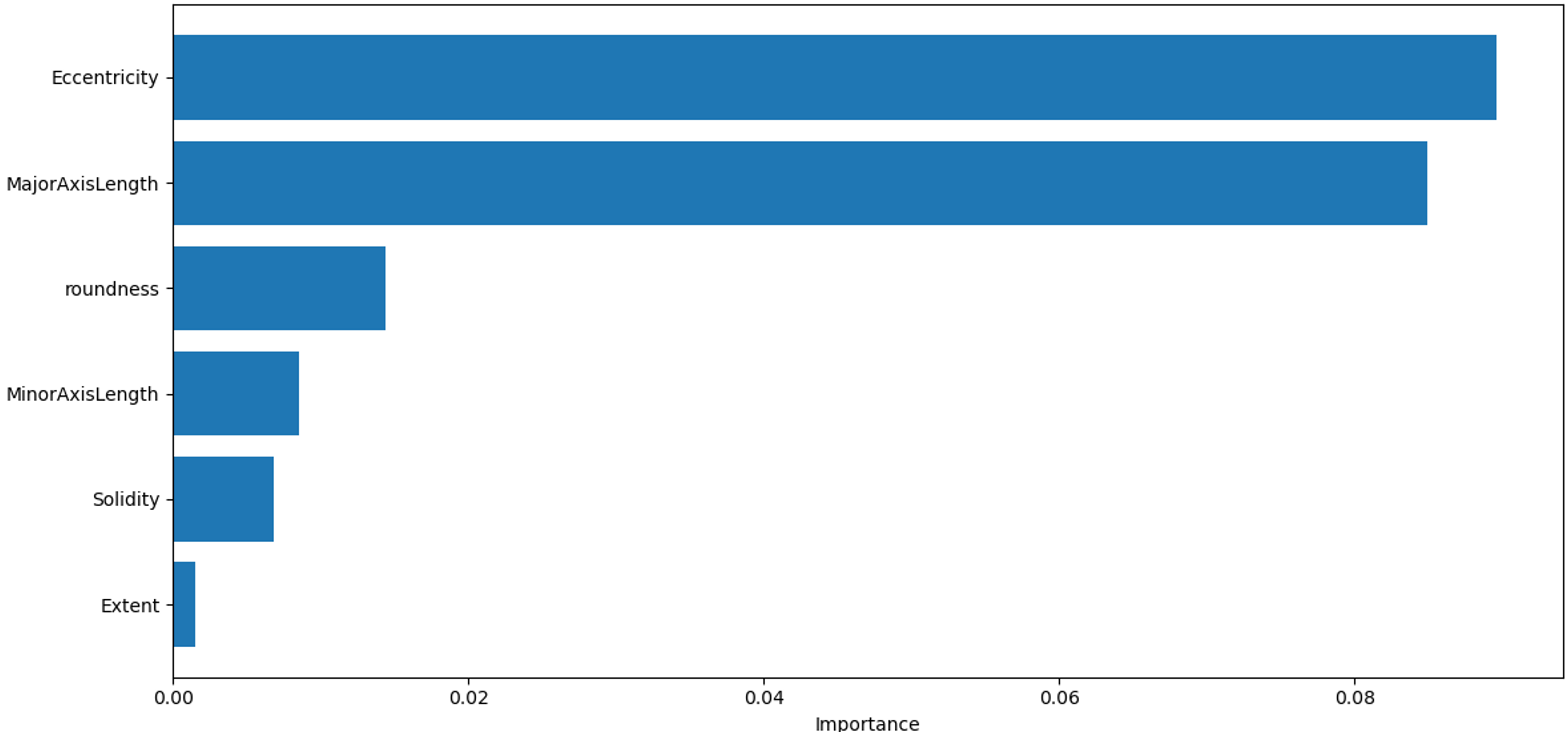 Eccentricity
MajorAxisLength
roundness
MinorAxisLength
Solidity
Extent
0.00 0.02 0.04 0.06 0.08
Importance